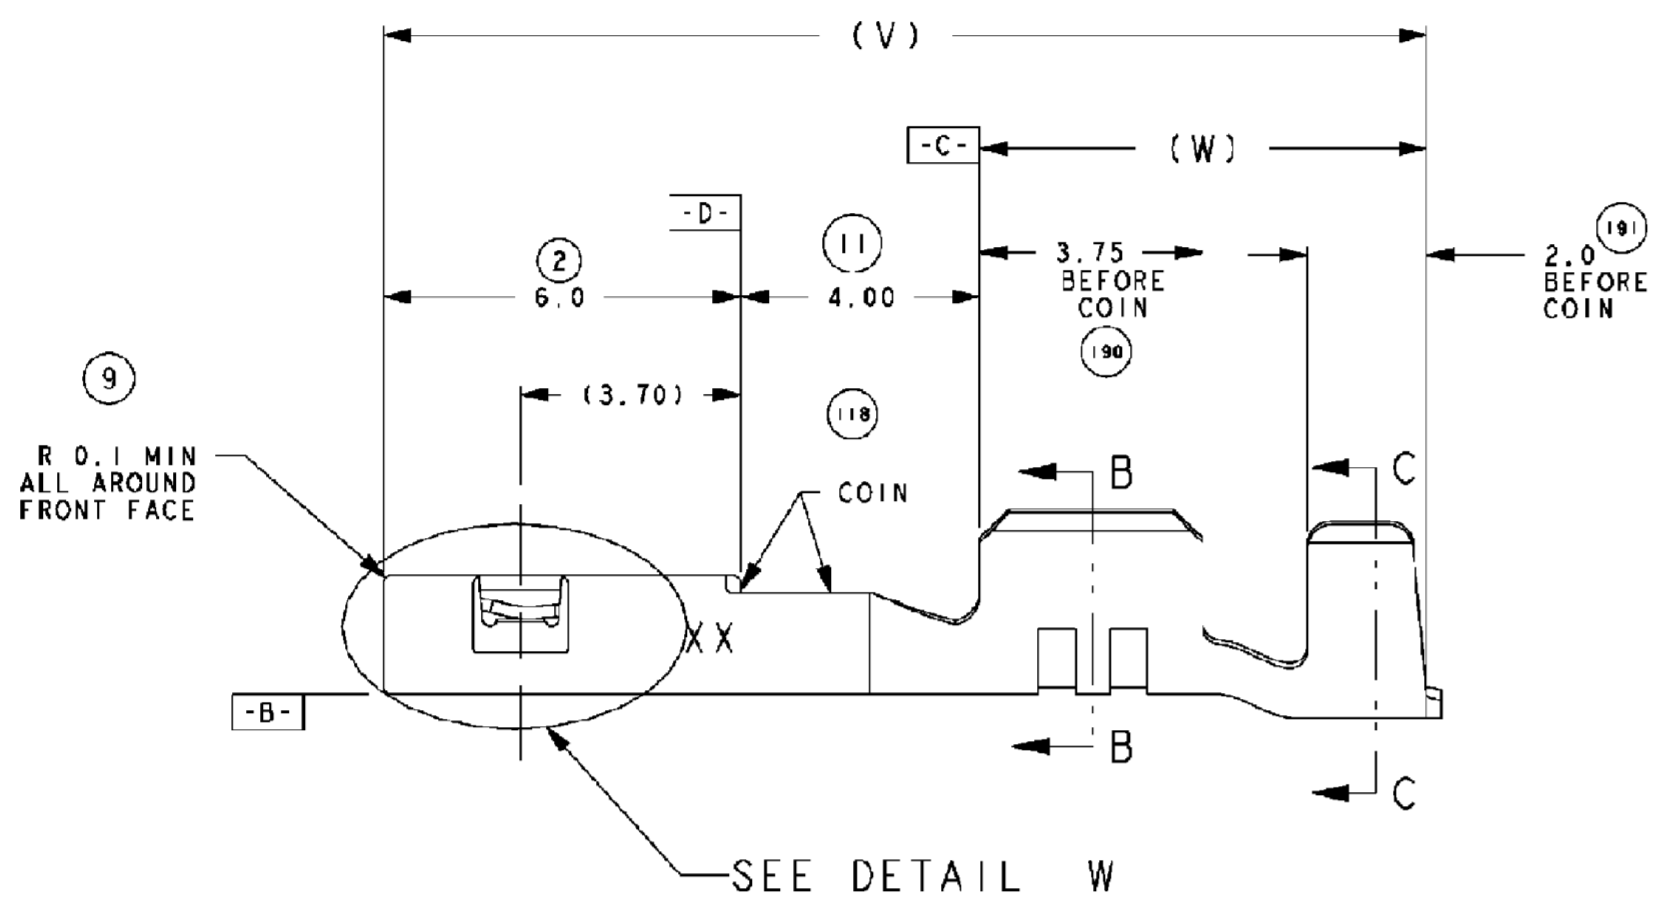 (V)
-C-
(W)
-D-
11
191
2
3.75
BEFORE
COIN
2.0
BEFORE
COIN
6.0
4.00
190
9
(3.70)
118
R 0.1 MIN
ALL AROUND
FRONT FACE
B
C
COIN
XX
-B-
B
C
SEE DETAIL W